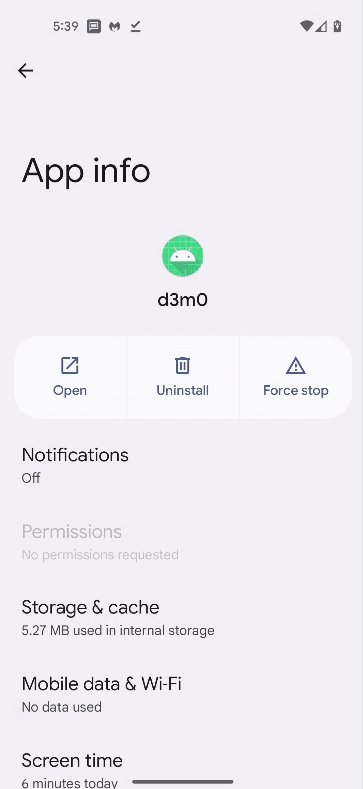 5:39
App info
d3m0
Open
Uninstall
Force stop
Notifications
Off
Permissions
No permissions requested
Storage & cache
5.27 MB used in internal storage
Mobile data & Wi-Fi
No data used
Screen time
6 minutes today